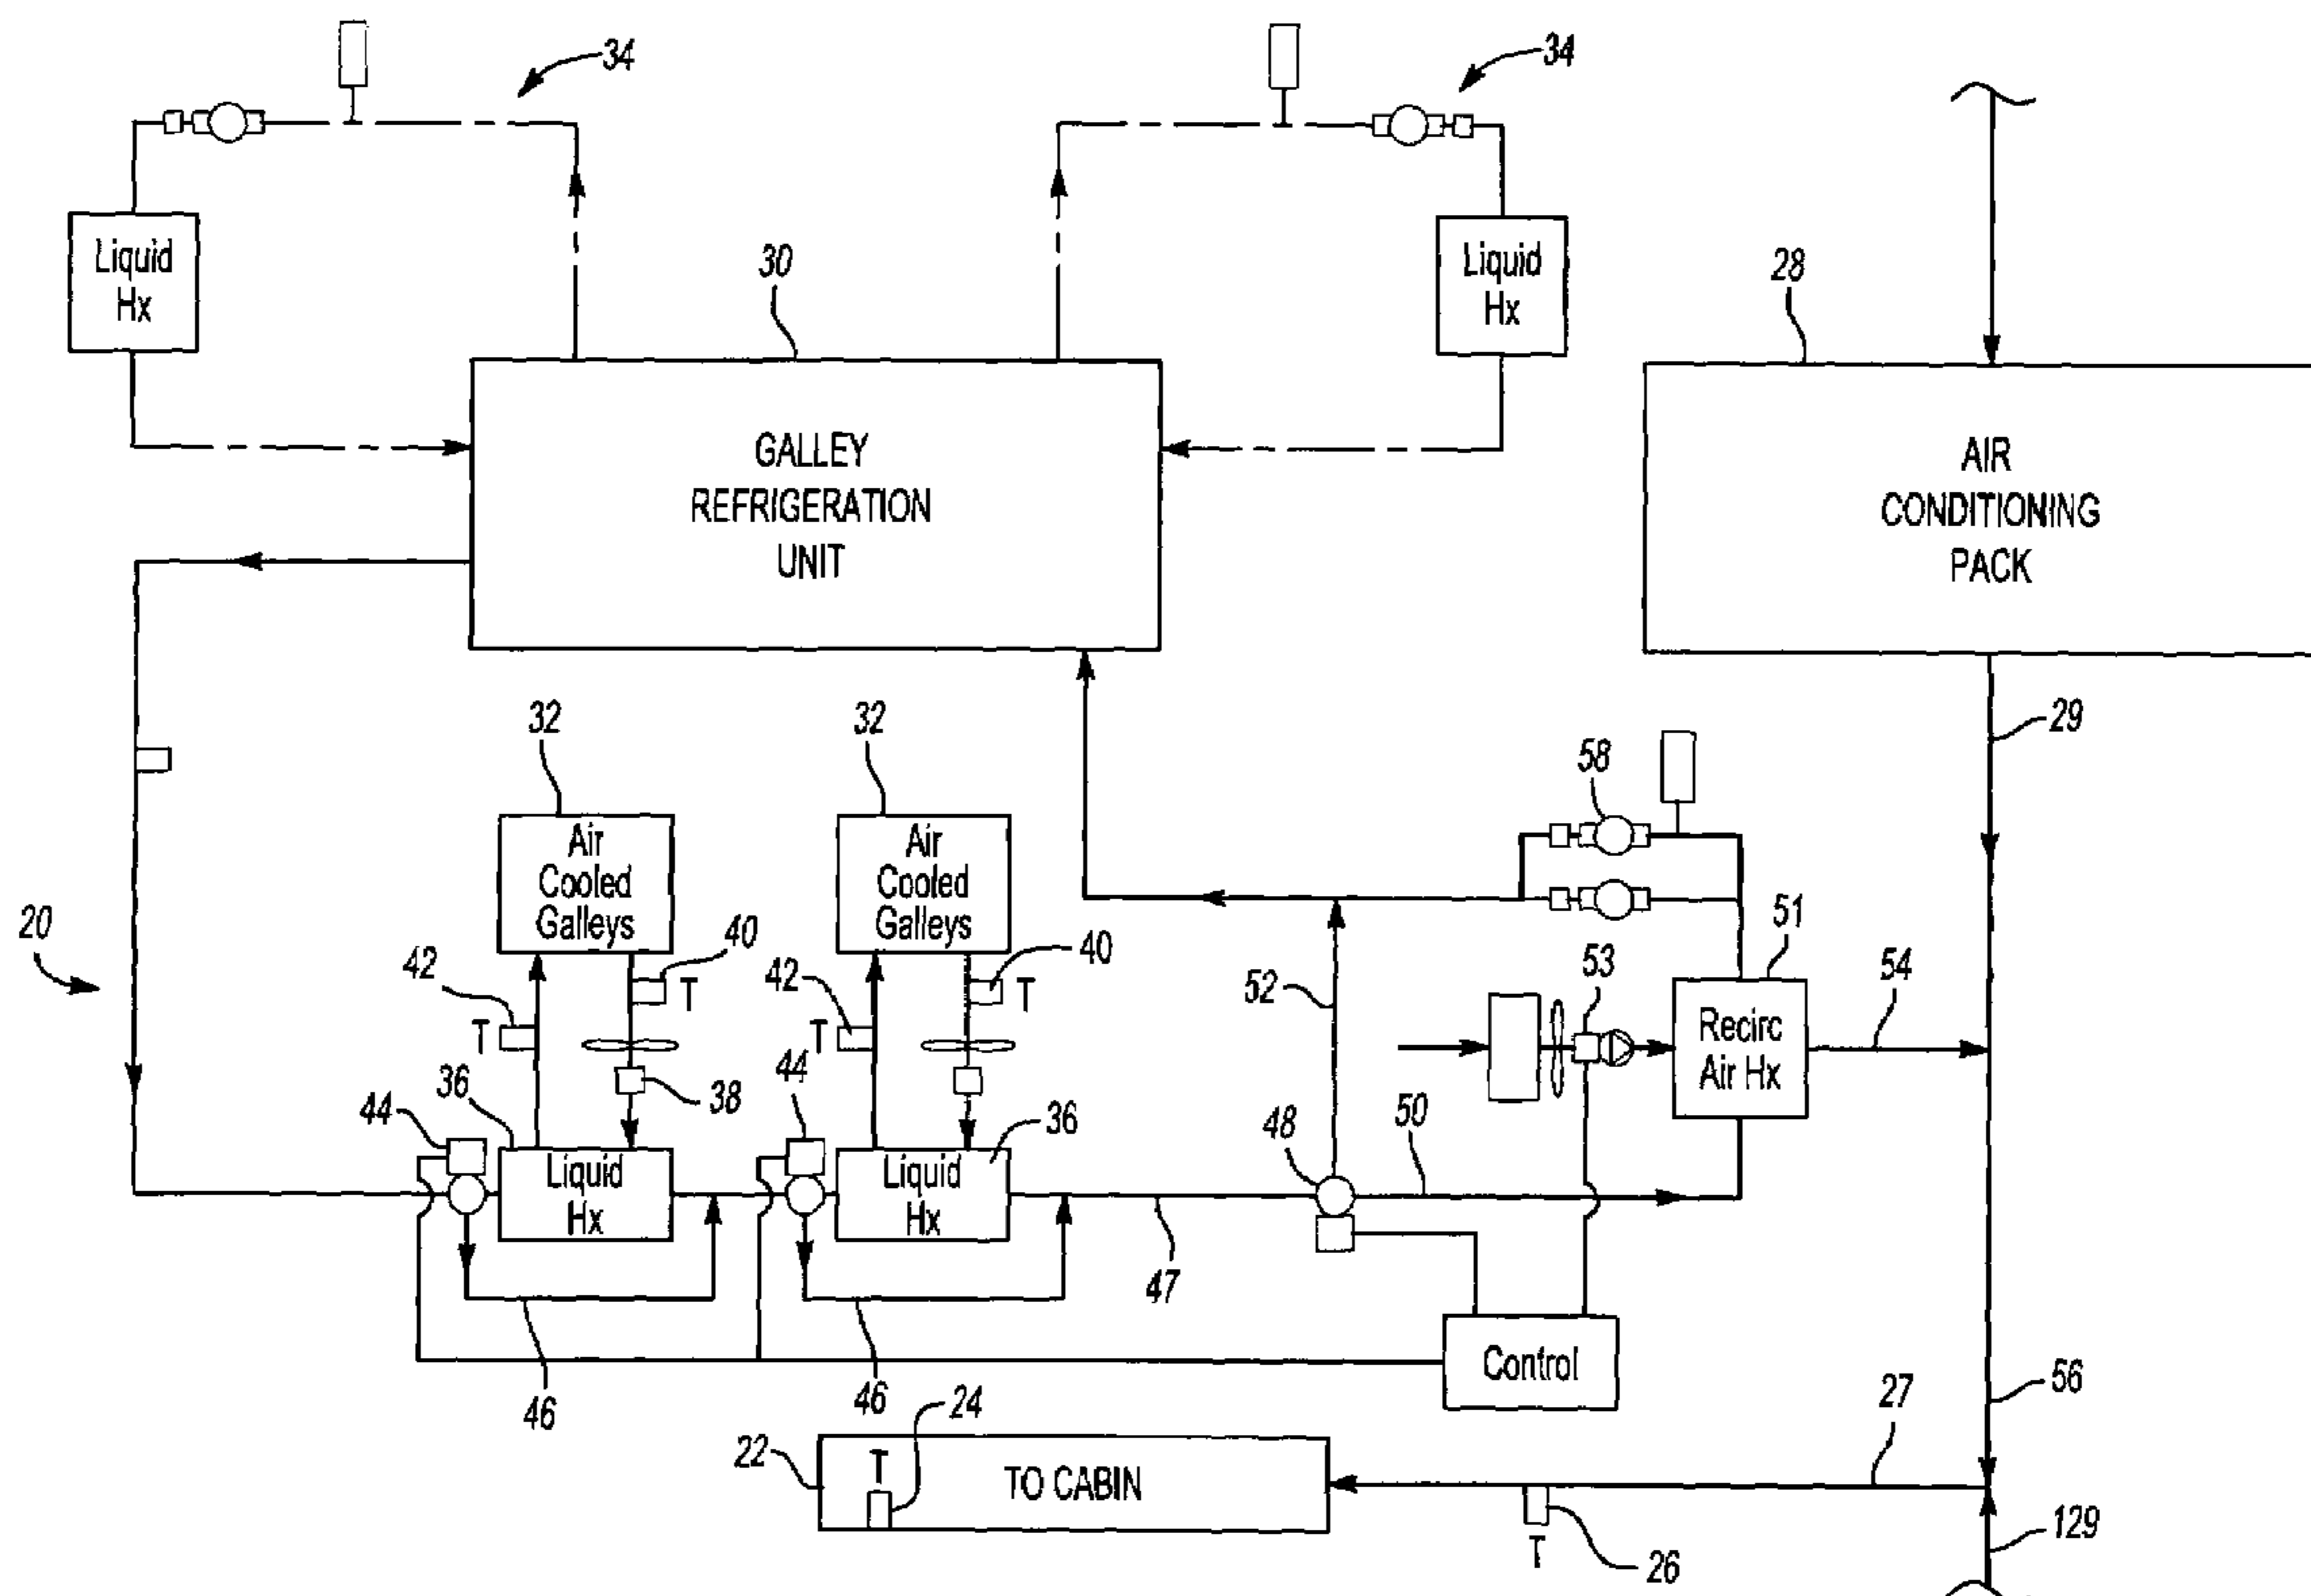 34
34
Liquid
Hx
Liquid
Hx
30
28
GALLEY
REFRIGERATION
UNIT
AIR
CONDITIONING
PACK
29
32
32
58
Air
Cooled
Galleys
Air
Cooled
Galleys
20
51
40
40
42
42
T
T
T
T
52
53
54
Recirc
Air Hx
38
44
36
44
36
48
50
Liquid
Hx
Liquid
Hx
47
Control
46
46
24
56
27
22
T
TO CABIN
129
T
26